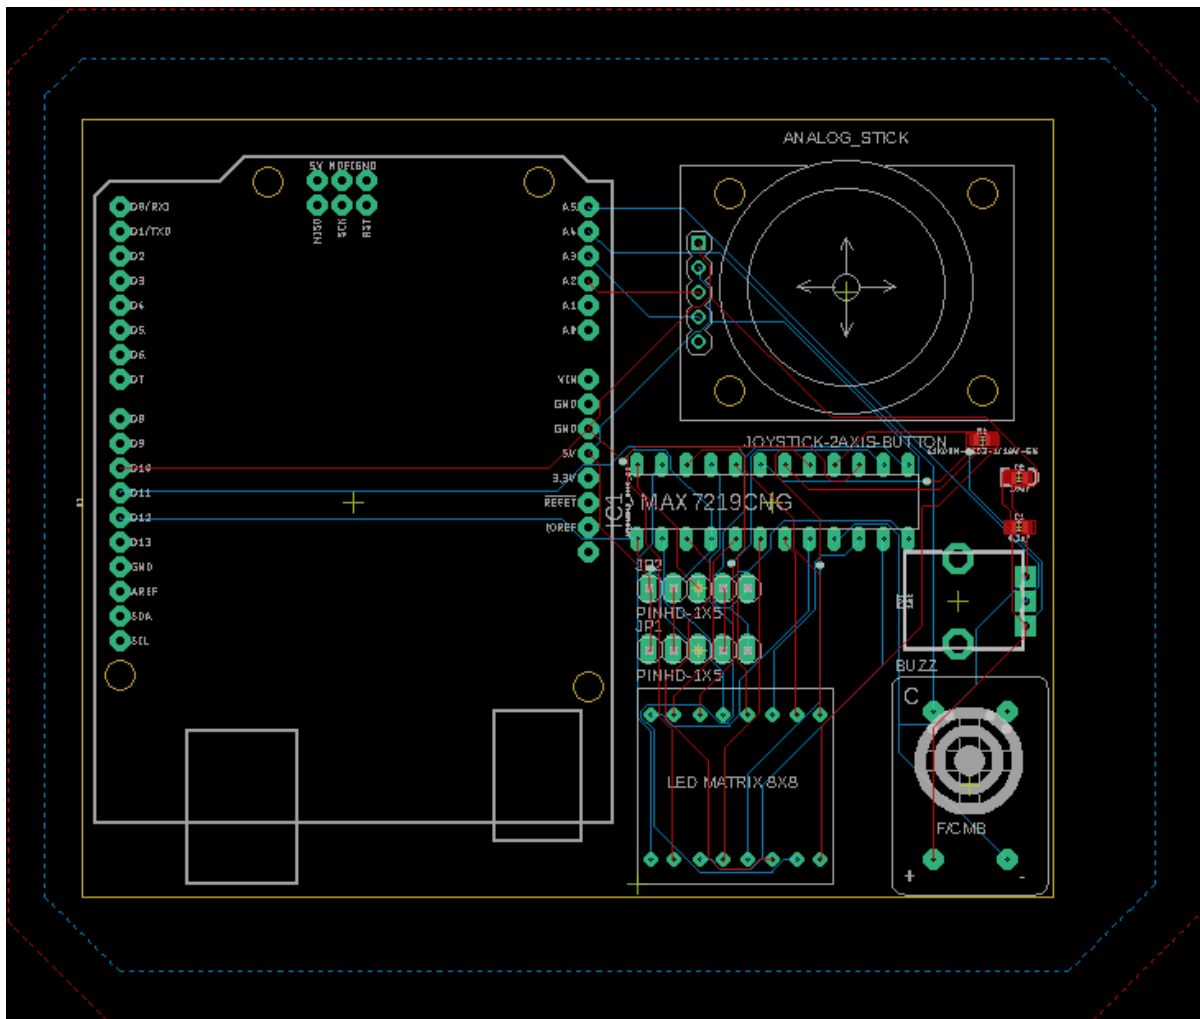 ANALOG_STICK
5V MOSI GND
MISO SCK RST
D0/RXI
D1/TXO
D2
D3
D4
D5
D6
D7
D8
D9
D10
D11
D12
D13
GND
AREF
SDA
SCL
A5
A4
A3
A2
A1
A0
VIN
GND
GND
5V
3.3V
RESET
IOREF
JOYSTICK-2AXIS-BUTTON
IC1
MAX7219CNG
JP2
PINHD-1X5
JP1
PINHD-1X5
BUZZ
LED MATRIX 8X8
C
F/CMB
+ -